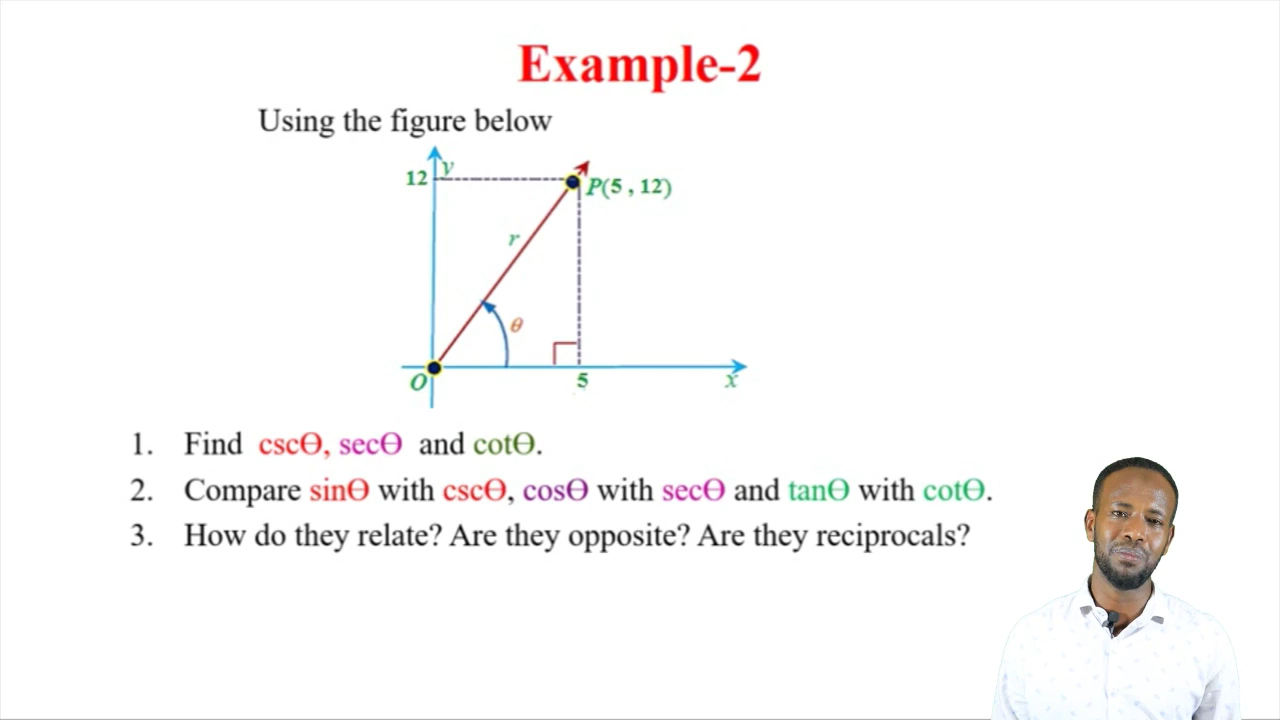 Example-2
Using the figure below
y
12
P(5 , 12)
r
θ
O
5
x
1. Find cscϴ, secϴ and cotϴ.
2. Compare sinϴ with cscϴ, cosϴ with secϴ and tanϴ with cotϴ.
3. How do they relate? Are they opposite? Are they reciprocals?